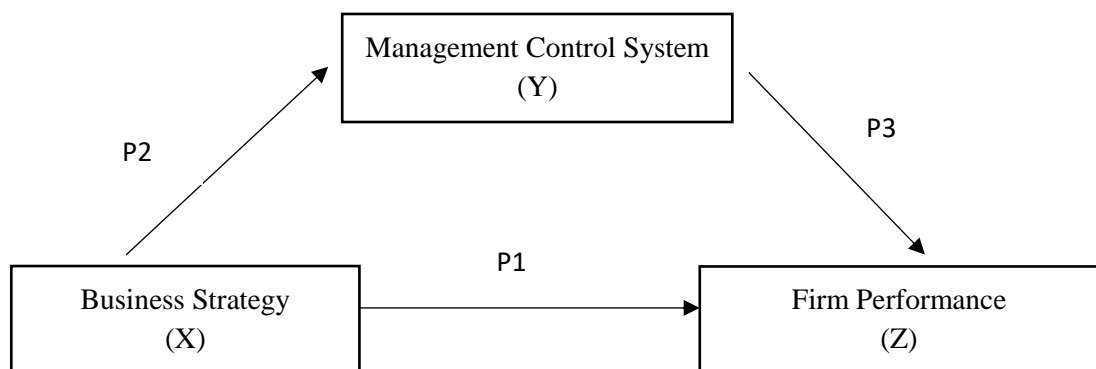 Management Control System
(Y)
P2
P3
P1
Business Strategy
(X)
Firm Performance
(Z)